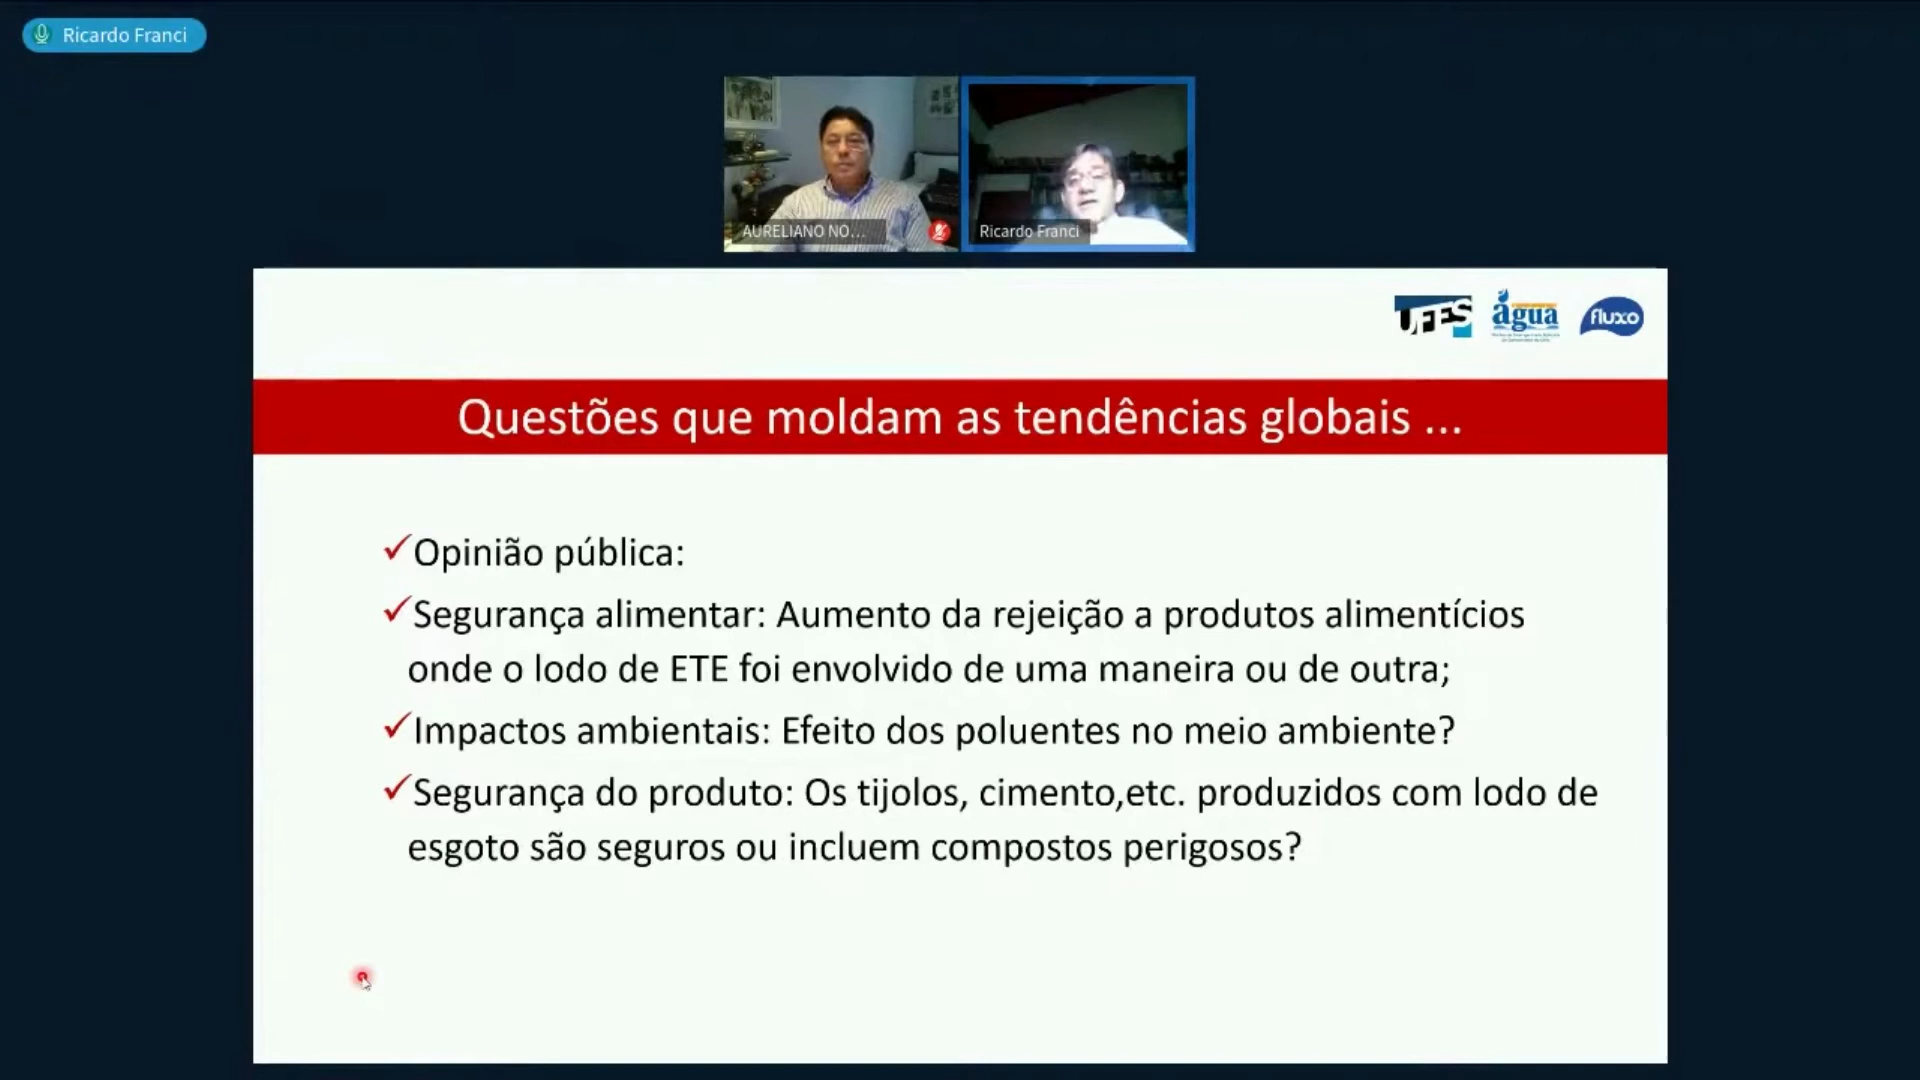 Ricardo Franci
AURELIANO NO...
Ricardo Franci
UFES
água
fluxo
Questões que moldam as tendências globais ...
✓Opinião pública:
✓Segurança alimentar: Aumento da rejeição a produtos alimentícios
onde o lodo de ETE foi envolvido de uma maneira ou de outra;
✓Impactos ambientais: Efeito dos poluentes no meio ambiente?
✓Segurança do produto: Os tijolos, cimento,etc. produzidos com lodo de
esgoto são seguros ou incluem compostos perigosos?